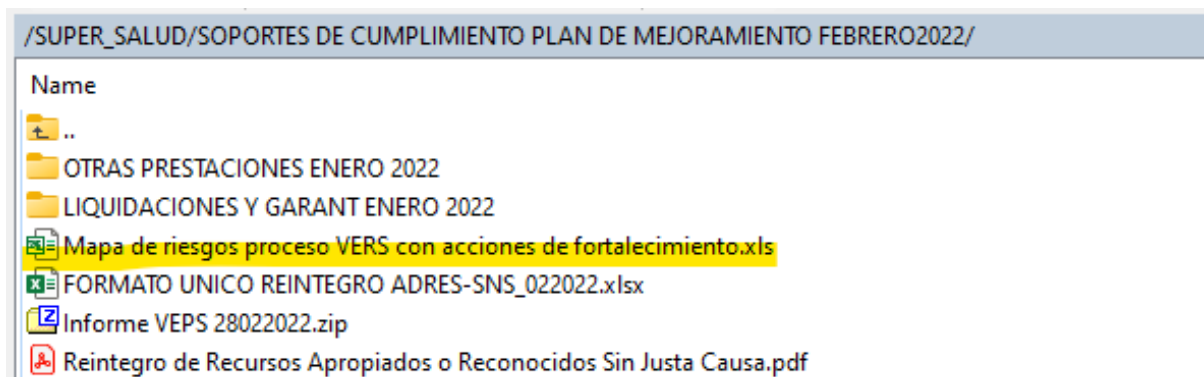 /SUPER_SALUD/SOPORTES DE CUMPLIMIENTO PLAN DE MEJORAMIENTO FEBRERO2022/
Name
..
OTRAS PRESTACIONES ENERO 2022
LIQUIDACIONES Y GARANT ENERO 2022
Mapa de riesgos proceso VERS con acciones de fortalecimiento.xls
FORMATO UNICO REINTEGRO ADRES-SNS_022022.xlsx
Informe VEPS 28022022.zip
Reintegro de Recursos Apropiados o Reconocidos Sin Justa Causa.pdf